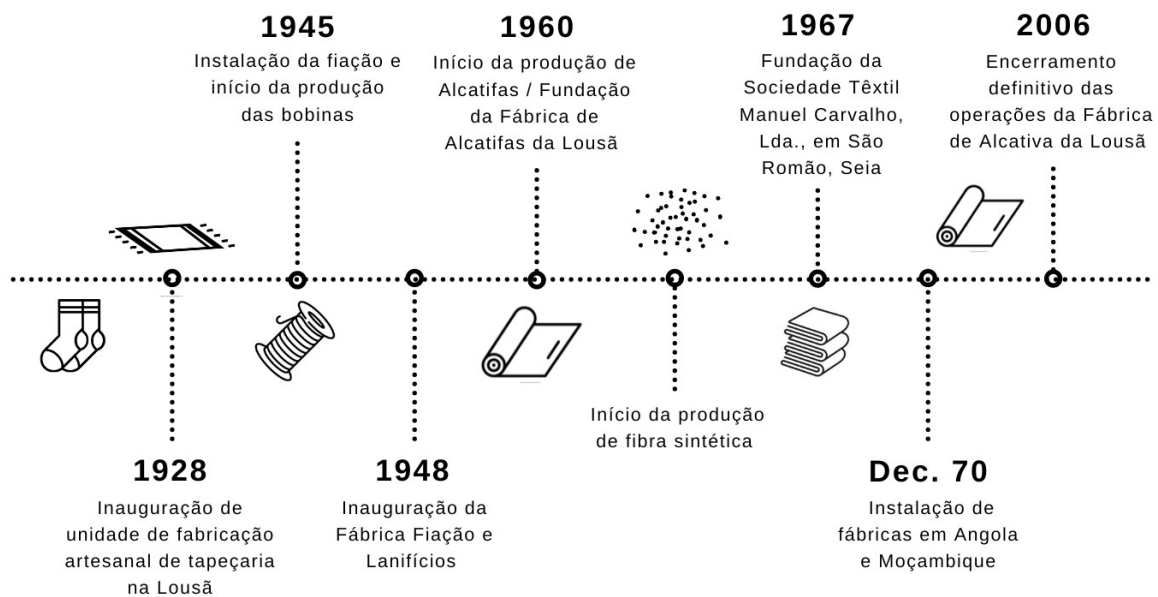 1945
Instalação da fiação e
início da produção
das bobinas
1960
Início da produção de
Alcatifas / Fundação
da Fábrica de
Alcatifas da Lousã
1967
Fundação da
Sociedade Têxtil
Manuel Carvalho,
Lda., em São
Romão, Seia
2006
Encerramento
definitivo das
operações da Fábrica
de Alcativa da Lousã
Início da produção
de fibra sintética
1928
Inauguração de
unidade de fabricação
artesanal de tapeçaria
na Lousã
1948
Inauguração da
Fábrica Fiação e
Lanifícios
Dec. 70
Instalação de
fábricas em Angola
e Moçambique